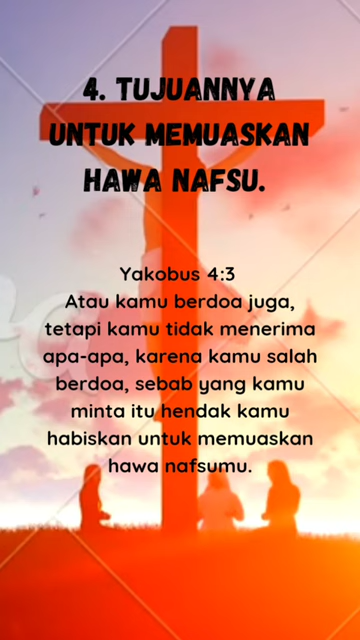 4. TUJUANNYA
UNTUK MEMUASKAN
HAWA NAFSU.
Yakobus 4:3
Atau kamu berdoa juga,
tetapi kamu tidak menerima
apa-apa, karena kamu salah
berdoa, sebab yang kamu
minta itu hendak kamu
habiskan untuk memuaskan
hawa nafsumu.